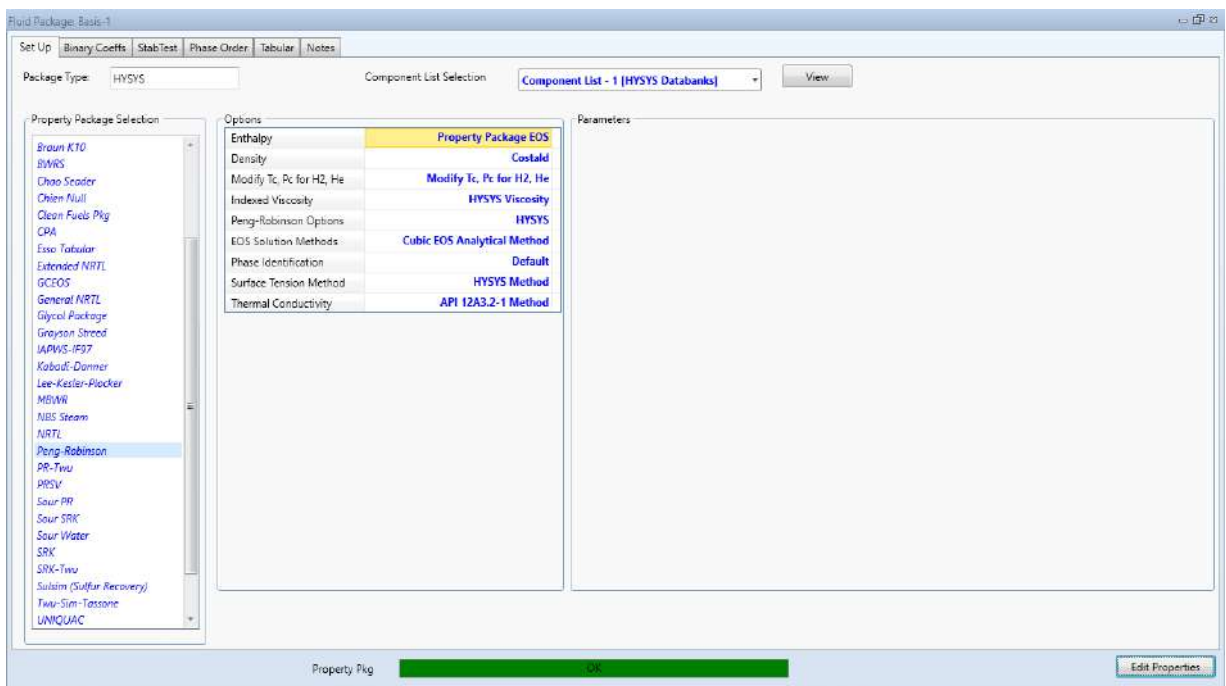 Fluid Package: Basis-1
Set Up Binary Coeffs StabTest Phase Order Tabular Notes
Package Type: HYSYS Component List Selection Component List - 1 [HYSYS Databanks] View
Property Package Selection
Braun K10
BWRS
Chao Seader
Chien Null
Clean Fuels Pkg
CPA
Esso Tabular
Extended NRTL
GCEOS
General NRTL
Glycol Package
Grayson Streed
IAPWS-IF97
Kabadi-Danner
Lee-Kesler-Plocker
MBWR
NBS Steam
NRTL
Peng-Robinson
PR-Twu
PRSV
Sour PR
Sour SRK
Sour Water
SRK
SRK-Twu
Sulsim (Sulfur Recovery)
Twu-Sim-Tassone
UNIQUAC
Options
Enthalpy Property Package EOS
Density Costald
Modify Tc, Pc for H2, He Modify Tc, Pc for H2, He
Indexed Viscosity HYSYS Viscosity
Peng-Robinson Options HYSYS
EOS Solution Methods Cubic EOS Analytical Method
Phase Identification Default
Surface Tension Method HYSYS Method
Thermal Conductivity API 12A3.2-1 Method
Parameters
Property Pkg OK Edit Properties